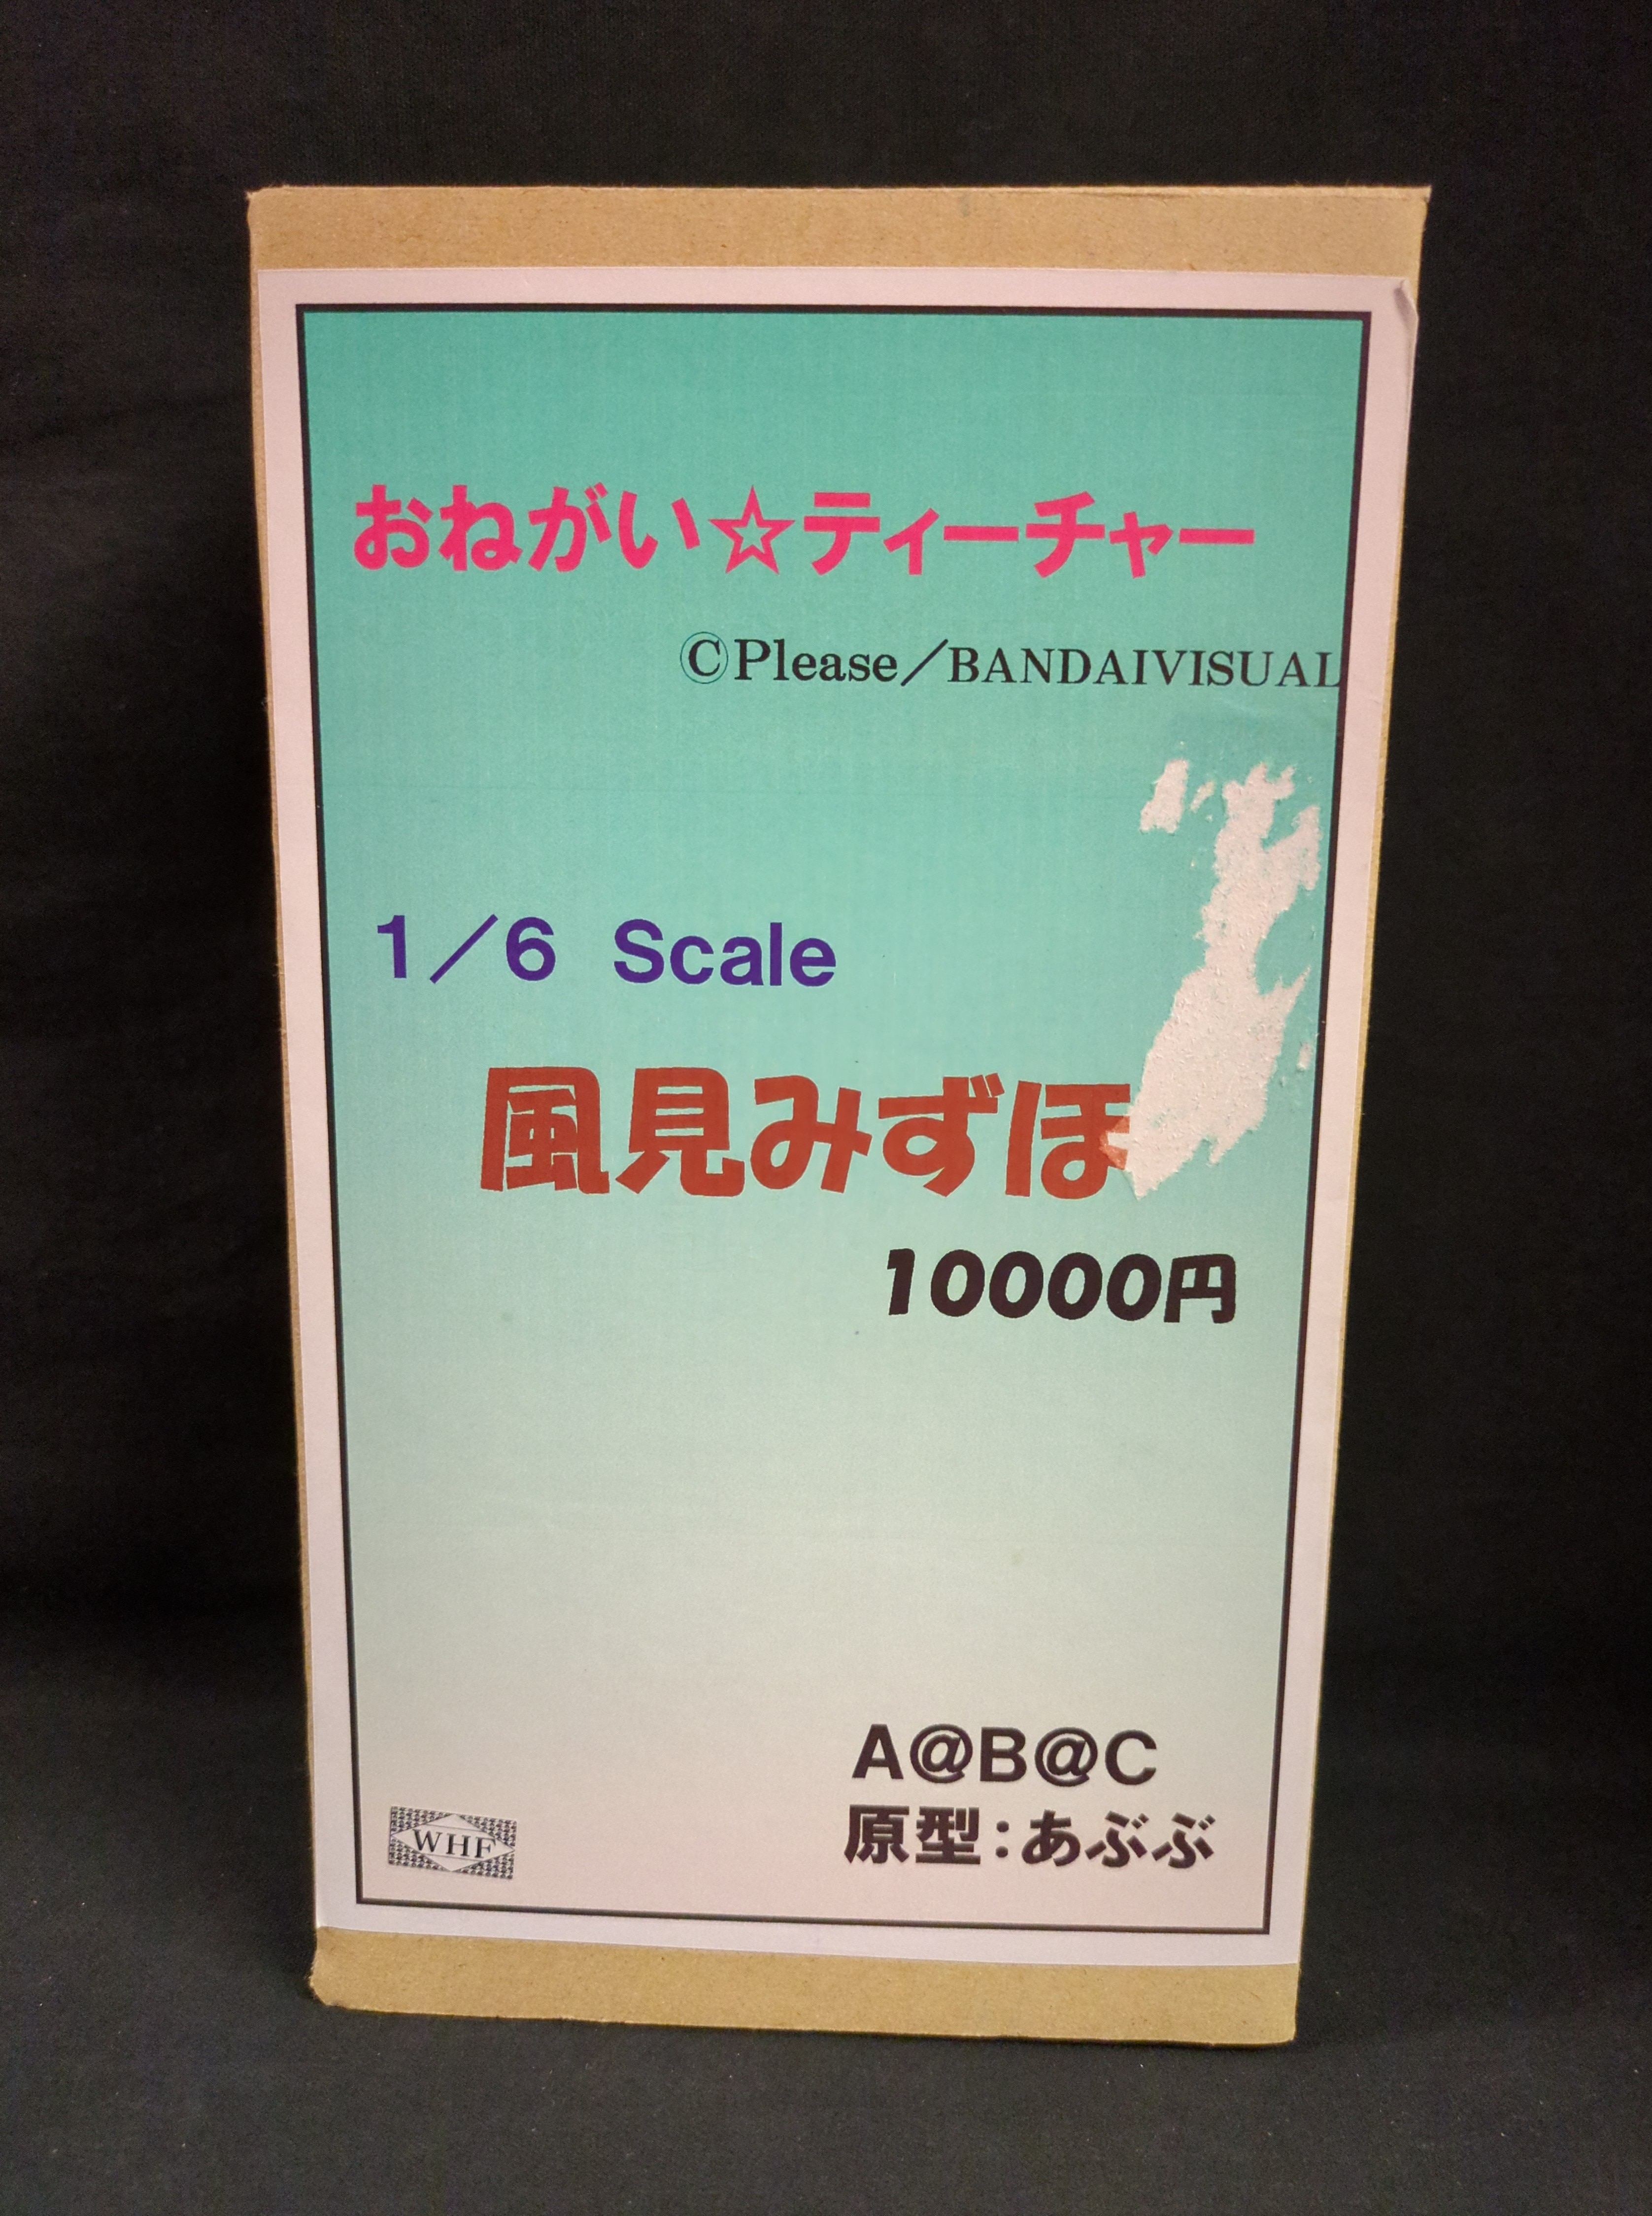 おねがい☆ティーチャー
©Please／BANDAIVISUAL
1／6 Scale
風見みずほ
10000円
A@B@C
原型：あぶぶ
WHF